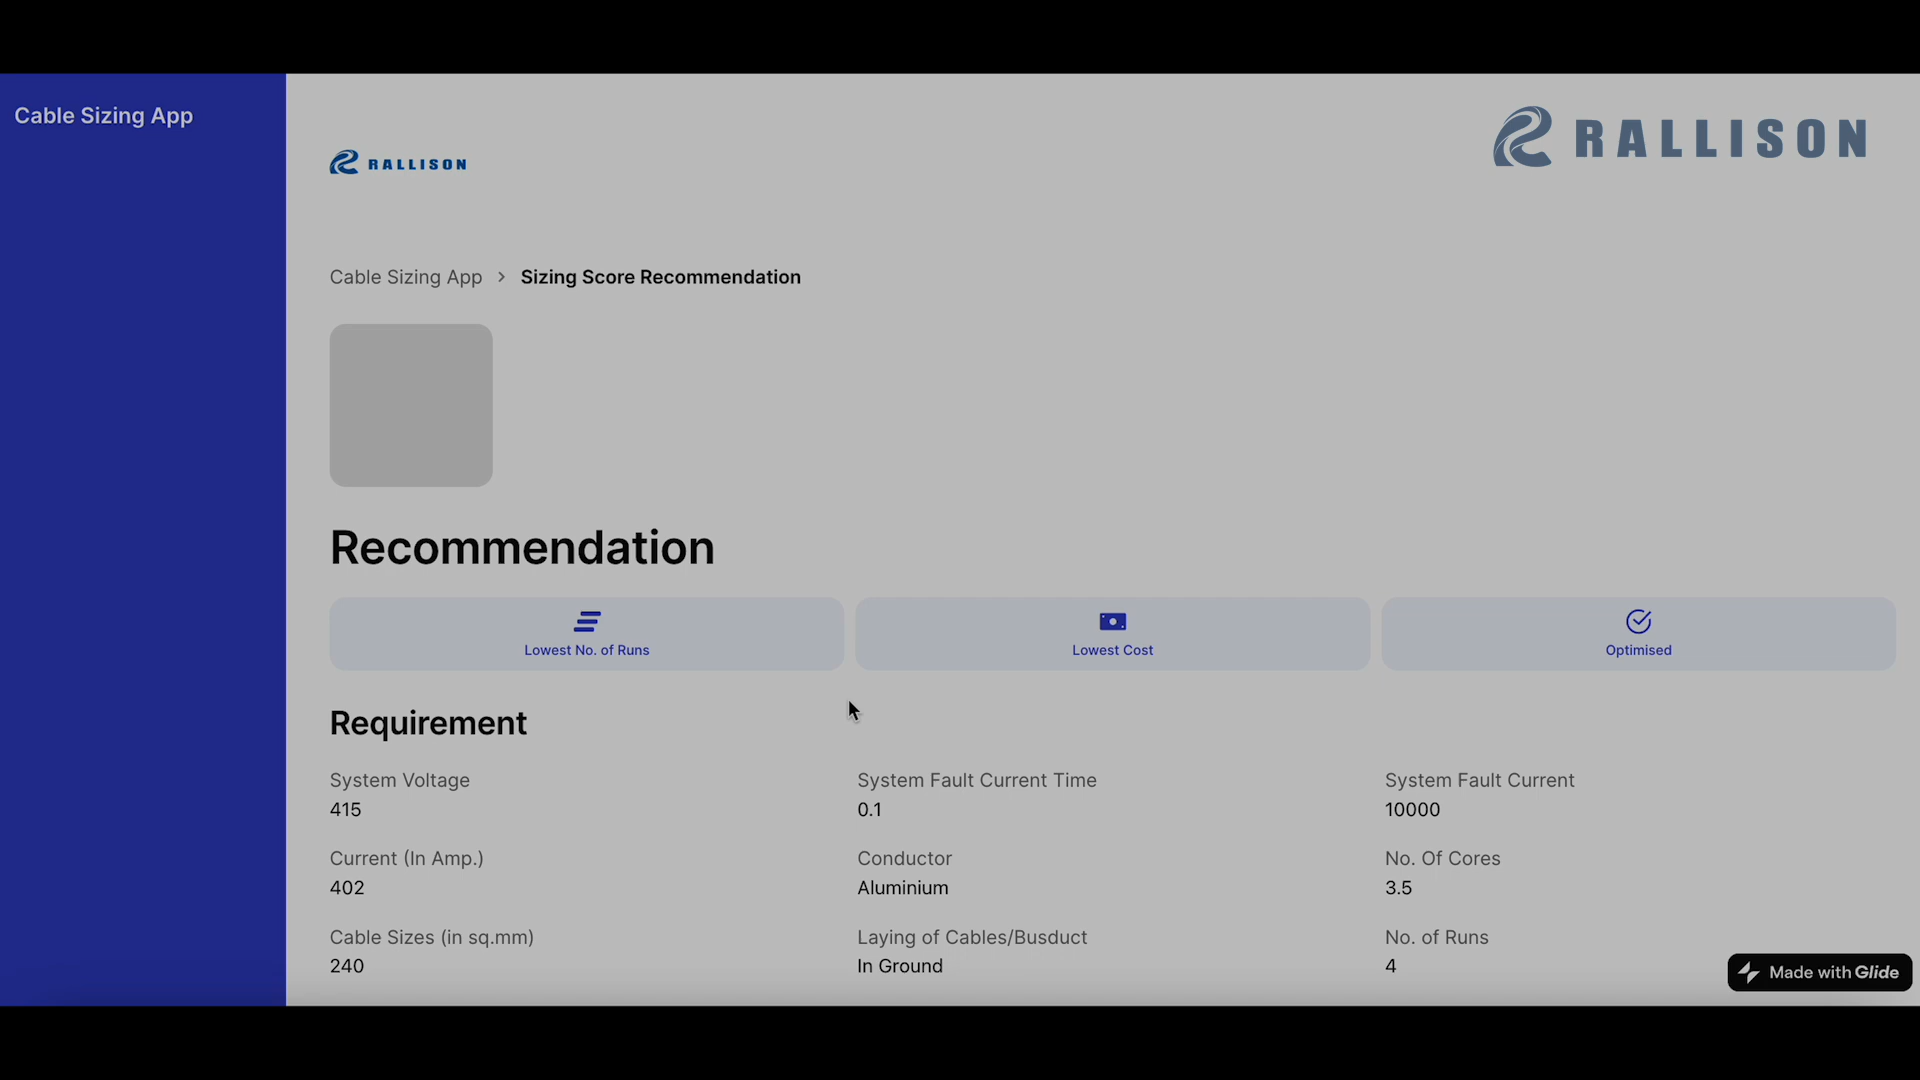 Cable Sizing App
RALLISON
RALLISON
Cable Sizing App > Sizing Score Recommendation
Recommendation
Lowest No. of Runs
Lowest Cost
Optimised
Requirement
System Voltage
415
System Fault Current Time
0.1
System Fault Current
10000
Current (In Amp.)
402
Conductor
Aluminium
No. Of Cores
3.5
Cable Sizes (in sq.mm)
240
Laying of Cables/Busduct
In Ground
No. of Runs
4
Made with Glide